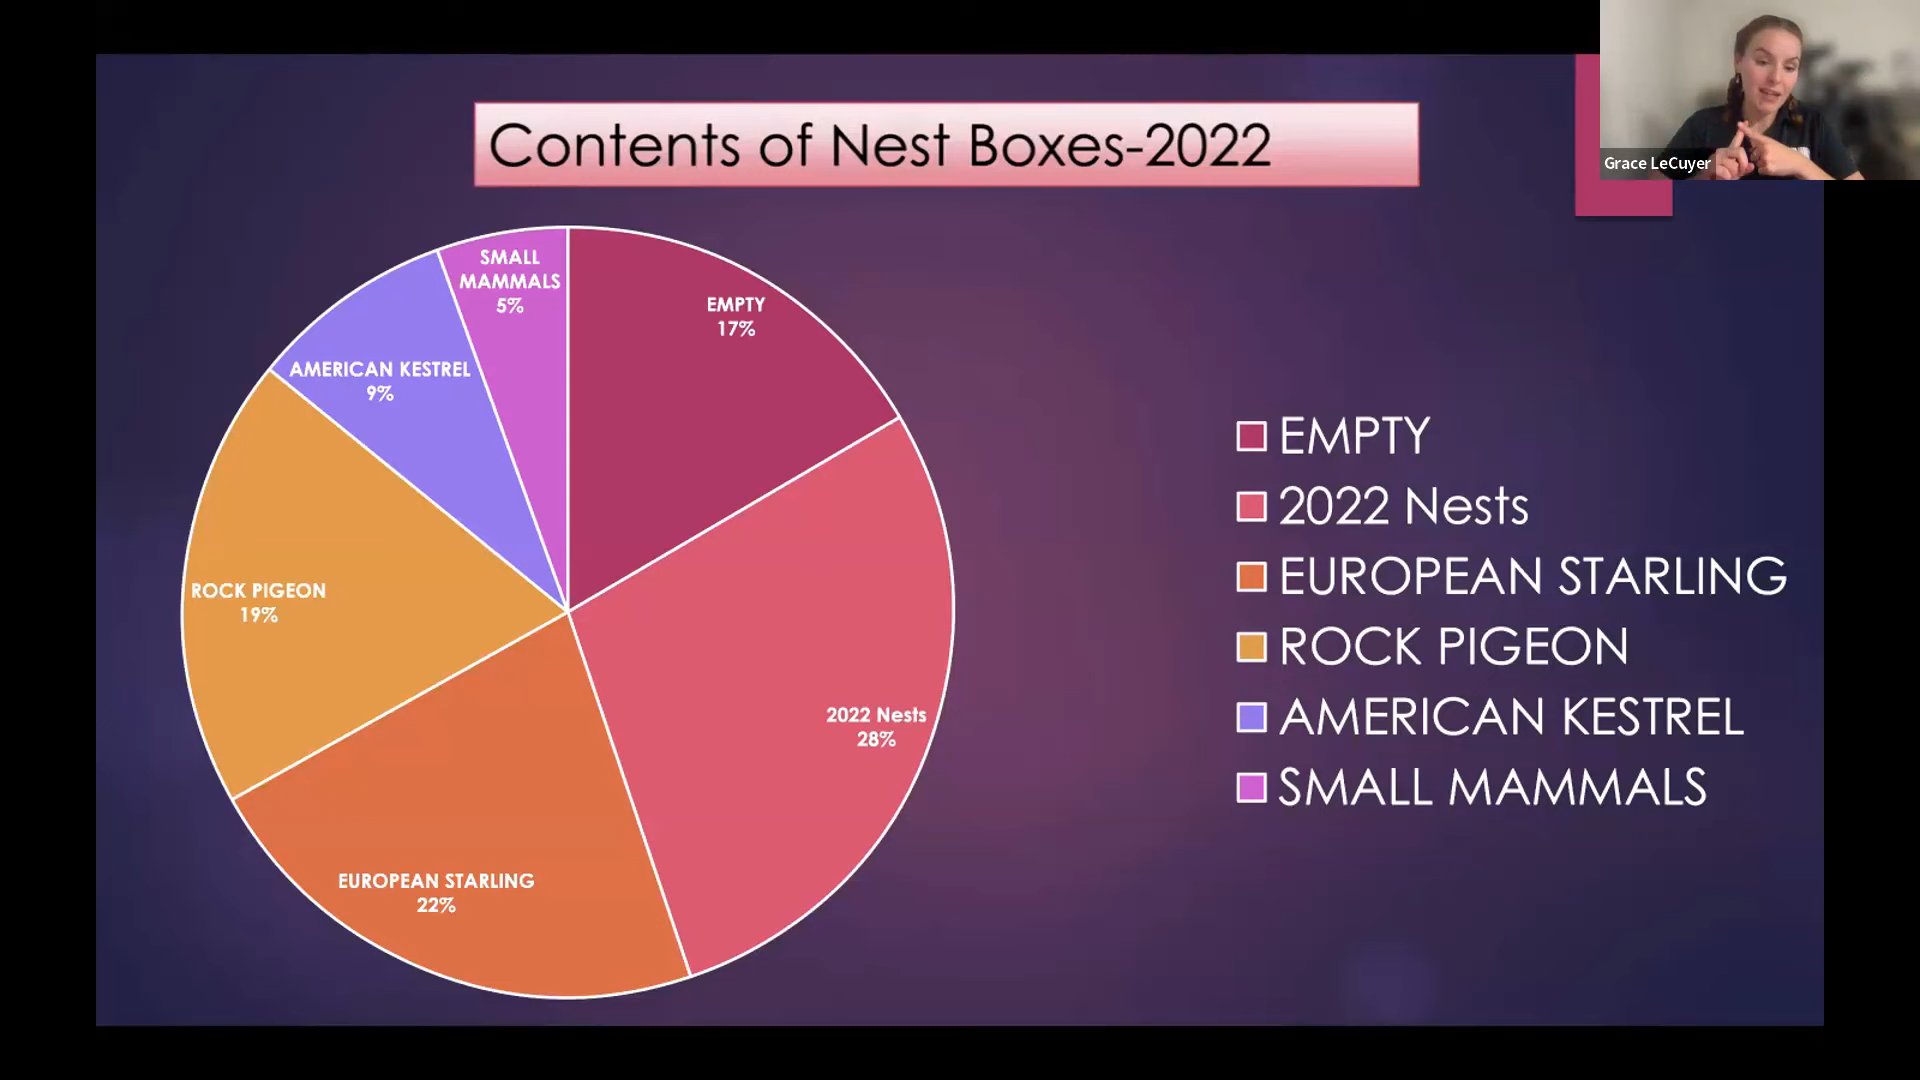 Contents of Nest Boxes-2022
Grace LeCuyer
SMALL
MAMMALS
5%
EMPTY
17%
AMERICAN KESTREL
9%
ROCK PIGEON
19%
2022 Nests
28%
EUROPEAN STARLING
22%
EMPTY
2022 Nests
EUROPEAN STARLING
ROCK PIGEON
AMERICAN KESTREL
SMALL MAMMALS